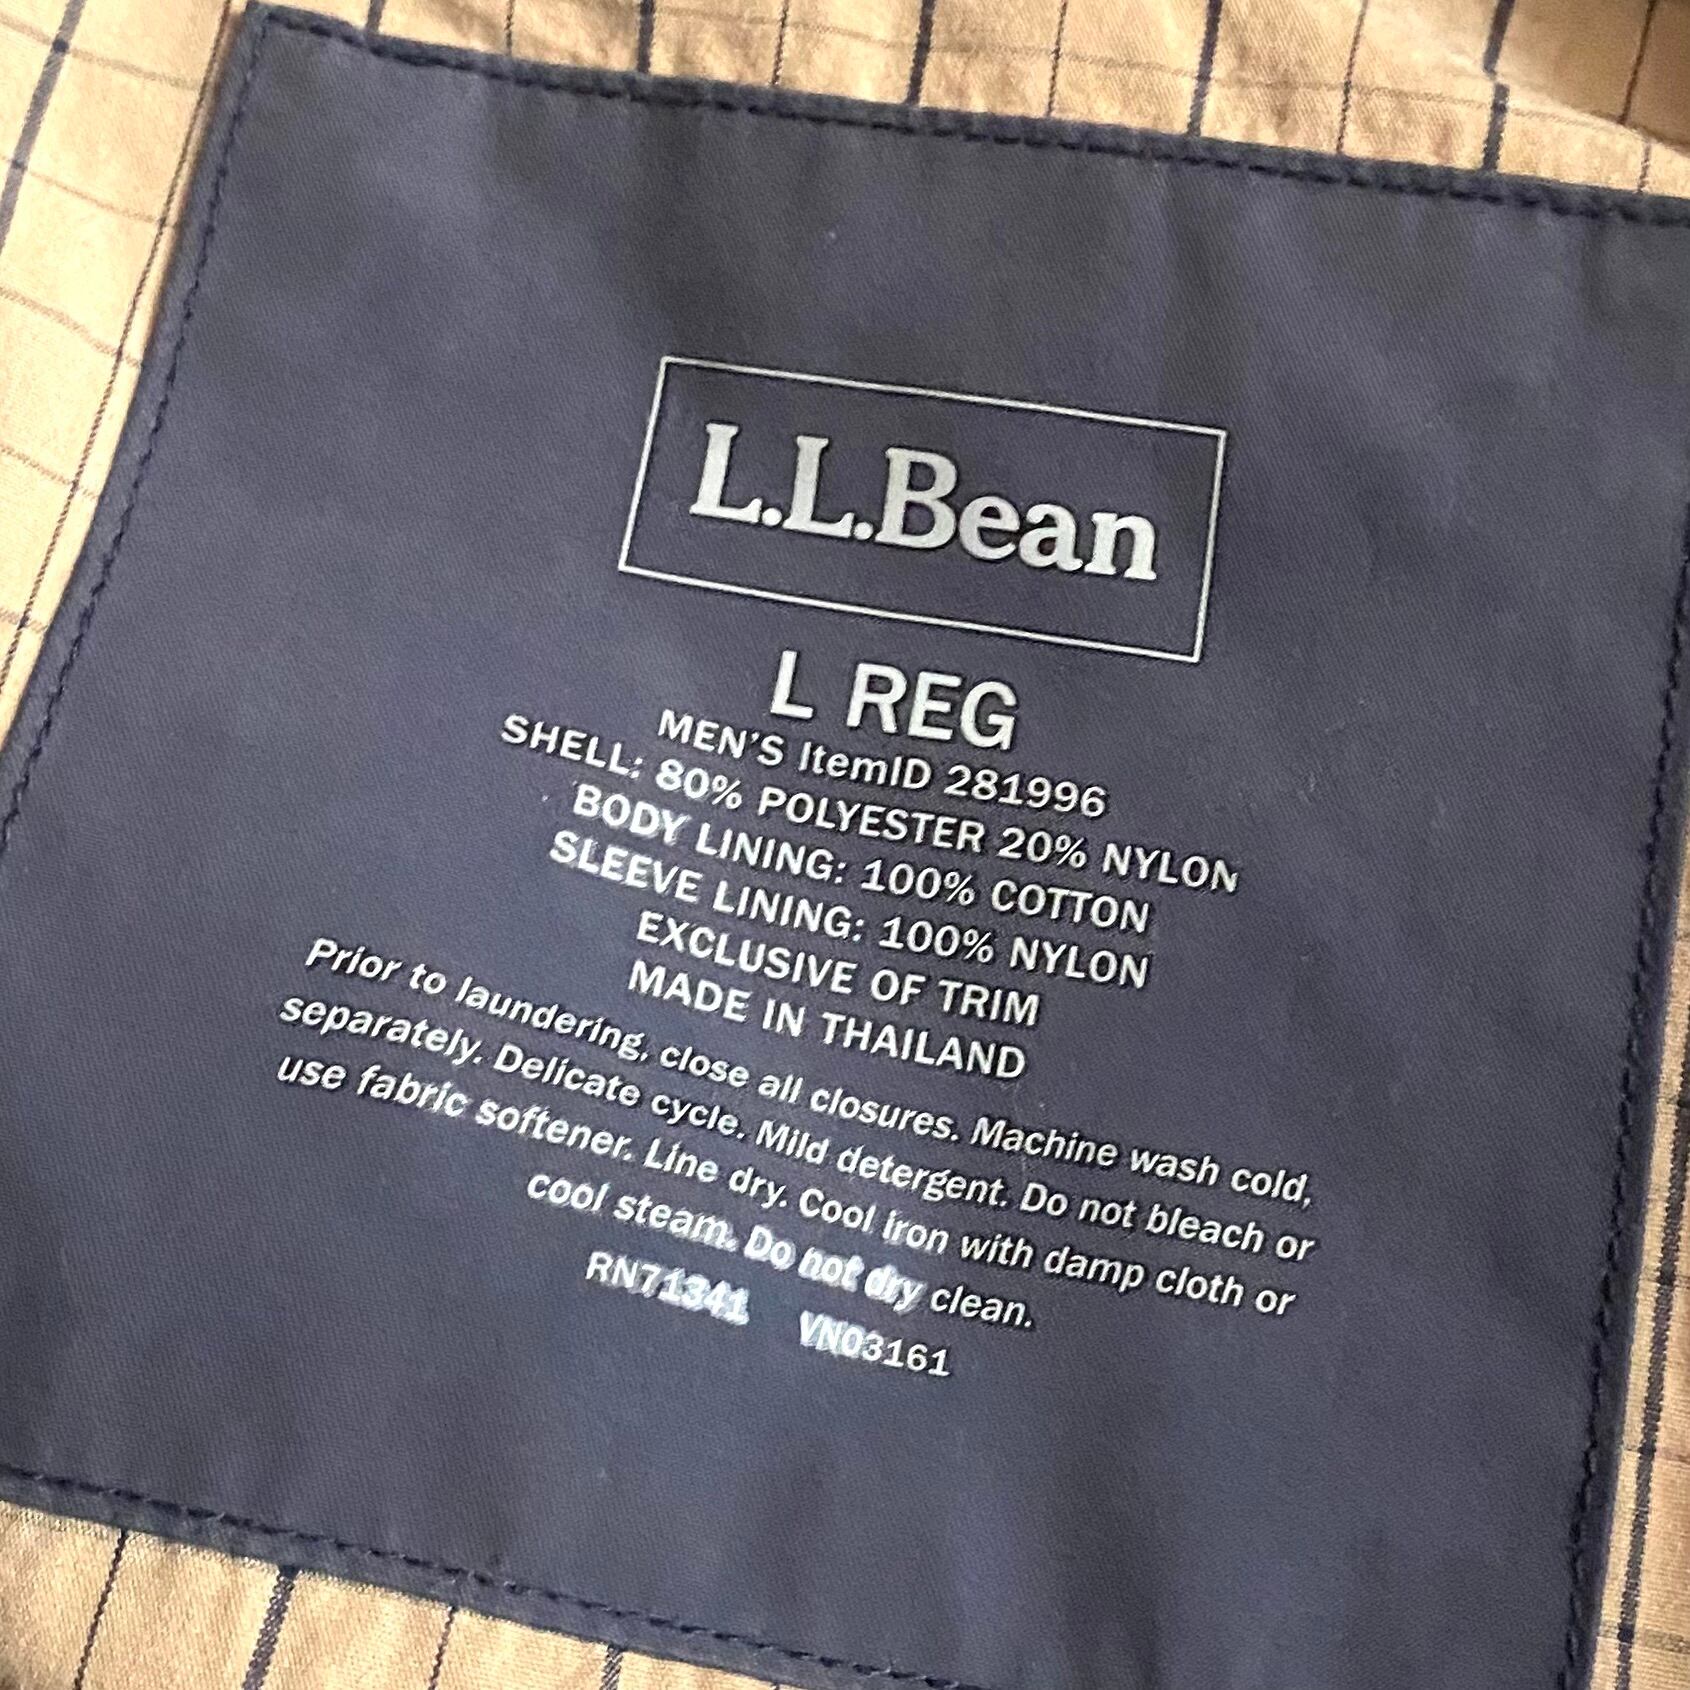 L.L.Bean
L REG
MEN'S ItemID 281996
SHELL: 80% POLYESTER 20% NYLON
BODY LINING: 100% COTTON
SLEEVE LINING: 100% NYLON
EXCLUSIVE OF TRIM
MADE IN THAILAND
Prior to laundering, close all closures. Machine wash cold,
separately. Delicate cycle. Mild detergent. Do not bleach or
use fabric softener. Line dry. Cool iron with damp cloth or
cool steam. Do not dry clean.
RN71341 VN03161